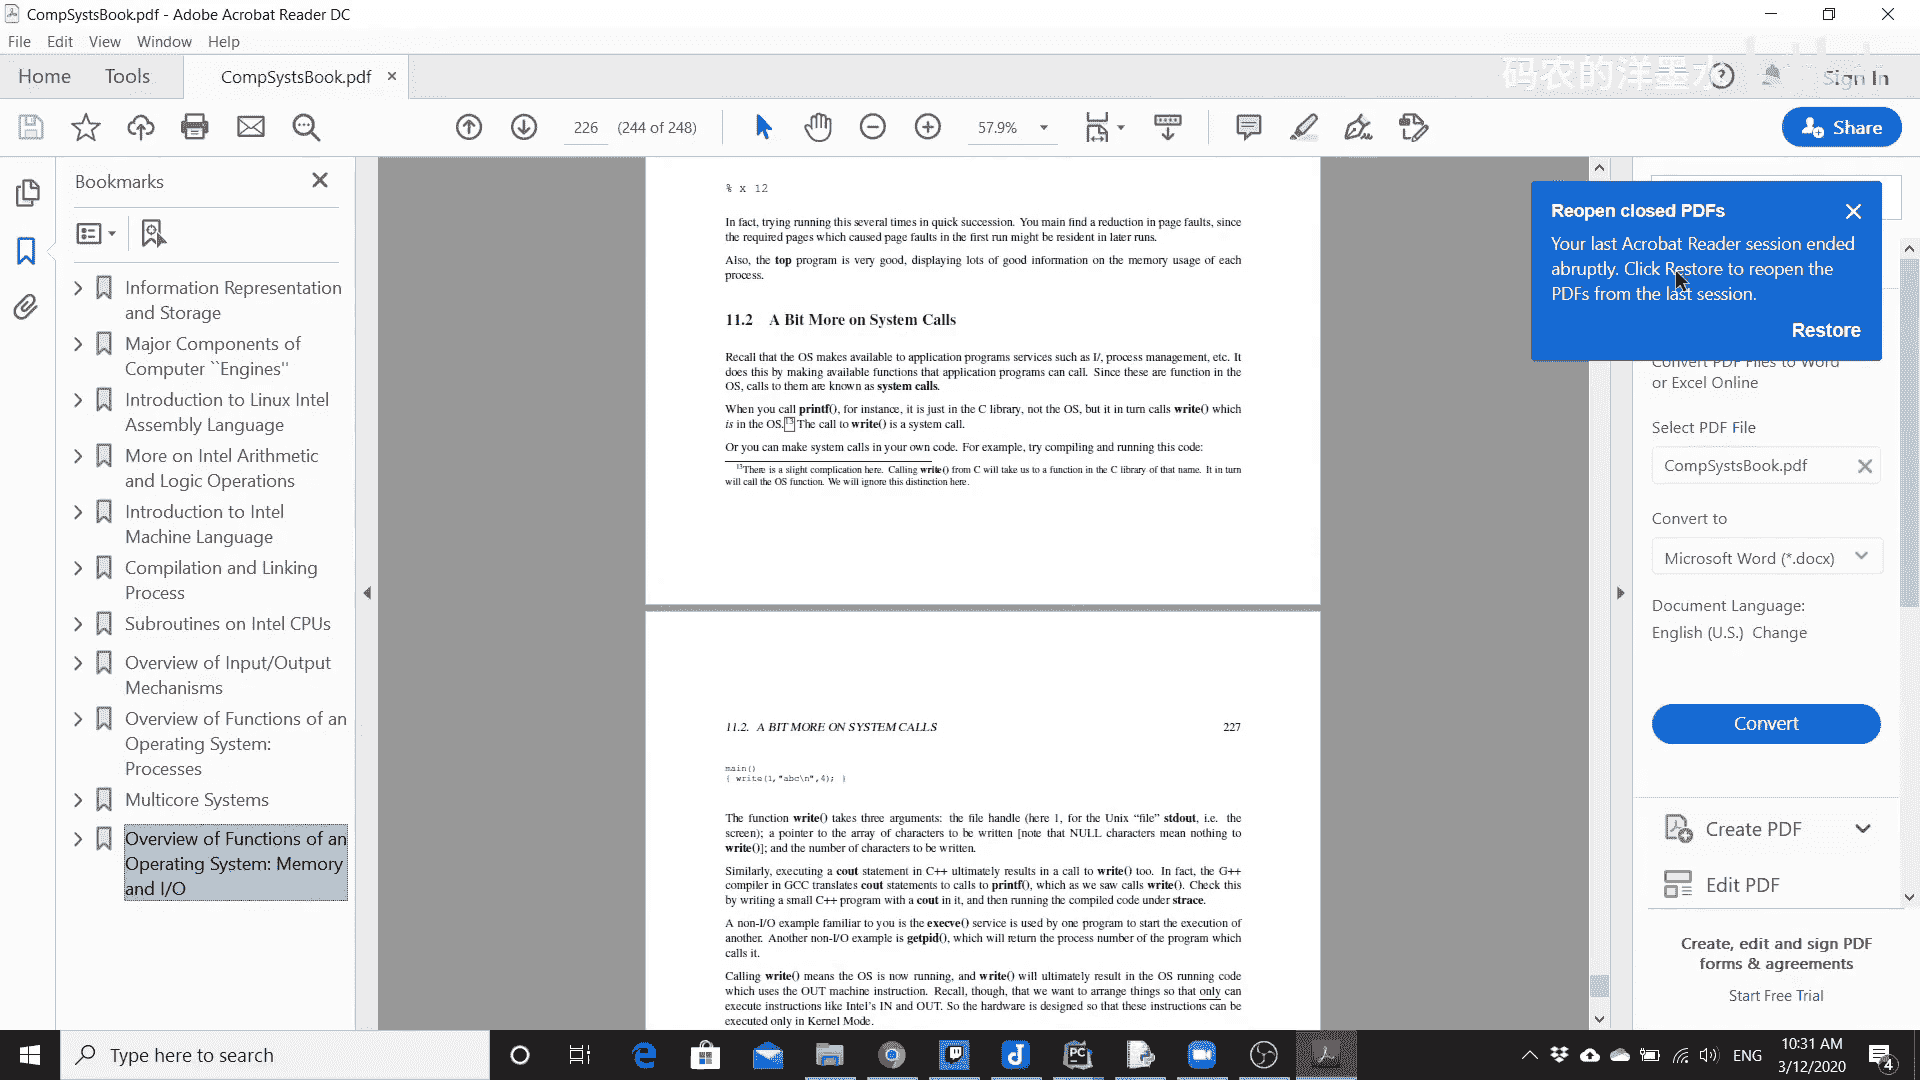 CompSystsBook.pdf - Adobe Acrobat Reader DC
File Edit View Window Help
Home Tools CompSystsBook.pdf
码农的洋墨水
Sign In
226 (244 of 248) 57.9%
Share
Bookmarks
Information Representation
and Storage
Major Components of
Computer ``Engines''
Introduction to Linux Intel
Assembly Language
More on Intel Arithmetic
and Logic Operations
Introduction to Intel
Machine Language
Compilation and Linking
Process
Subroutines on Intel CPUs
Overview of Input/Output
Mechanisms
Overview of Functions of an
Operating System:
Processes
Multicore Systems
Overview of Functions of an
Operating System: Memory
and I/O
% x 12
In fact, trying running this several times in quick succession. You main find a reduction in page faults, since
the required pages which caused page faults in the first run might be resident in later runs.
Also, the top program is very good, displaying lots of good information on the memory usage of each
process.
11.2 A Bit More on System Calls
Recall that the OS makes available to application programs services such as I/, process management, etc. It
does this by making available functions that application programs can call. Since these are function in the
OS, calls to them are known as system calls.
When you call printf(), for instance, it is just in the C library, not the OS, but it in turn calls write() which
is in the OS.13 The call to write() is a system call.
Or you can make system calls in your own code. For example, try compiling and running this code:
13There is a slight complication here. Calling write() from C will take us to a function in the C library of that name. It in turn
will call the OS function. We will ignore this distinction here.
11.2. A BIT MORE ON SYSTEM CALLS 227
main()
{ write(1,"abc\n",4); }
The function write() takes three arguments: the file handle (here 1, for the Unix “file” stdout, i.e. the
screen); a pointer to the array of characters to be written [note that NULL characters mean nothing to
write()]; and the number of characters to be written.
Similarly, executing a cout statement in C++ ultimately results in a call to write() too. In fact, the G++
compiler in GCC translates cout statements to calls to printf(), which as we saw calls write(). Check this
by writing a small C++ program with a cout in it, and then running the compiled code under strace.
A non-I/O example familiar to you is the execve() service is used by one program to start the execution of
another. Another non-I/O example is getpid(), which will return the process number of the program which
calls it.
Calling write() means the OS is now running, and write() will ultimately result in the OS running code
which uses the OUT machine instruction. Recall, though, that we want to arrange things so that only can
execute instructions like Intel’s IN and OUT. So the hardware is designed so that these instructions can be
executed only in Kernel Mode.
Reopen closed PDFs
Your last Acrobat Reader session ended
abruptly. Click Restore to reopen the
PDFs from the last session.
Restore
Convert PDF Files to Word
or Excel Online
Select PDF File
CompSystsBook.pdf
Convert to
Microsoft Word (*.docx)
Document Language:
English (U.S.) Change
Convert
Create PDF
Edit PDF
Create, edit and sign PDF
forms & agreements
Start Free Trial
Type here to search
ENG
10:31 AM
3/12/2020
4